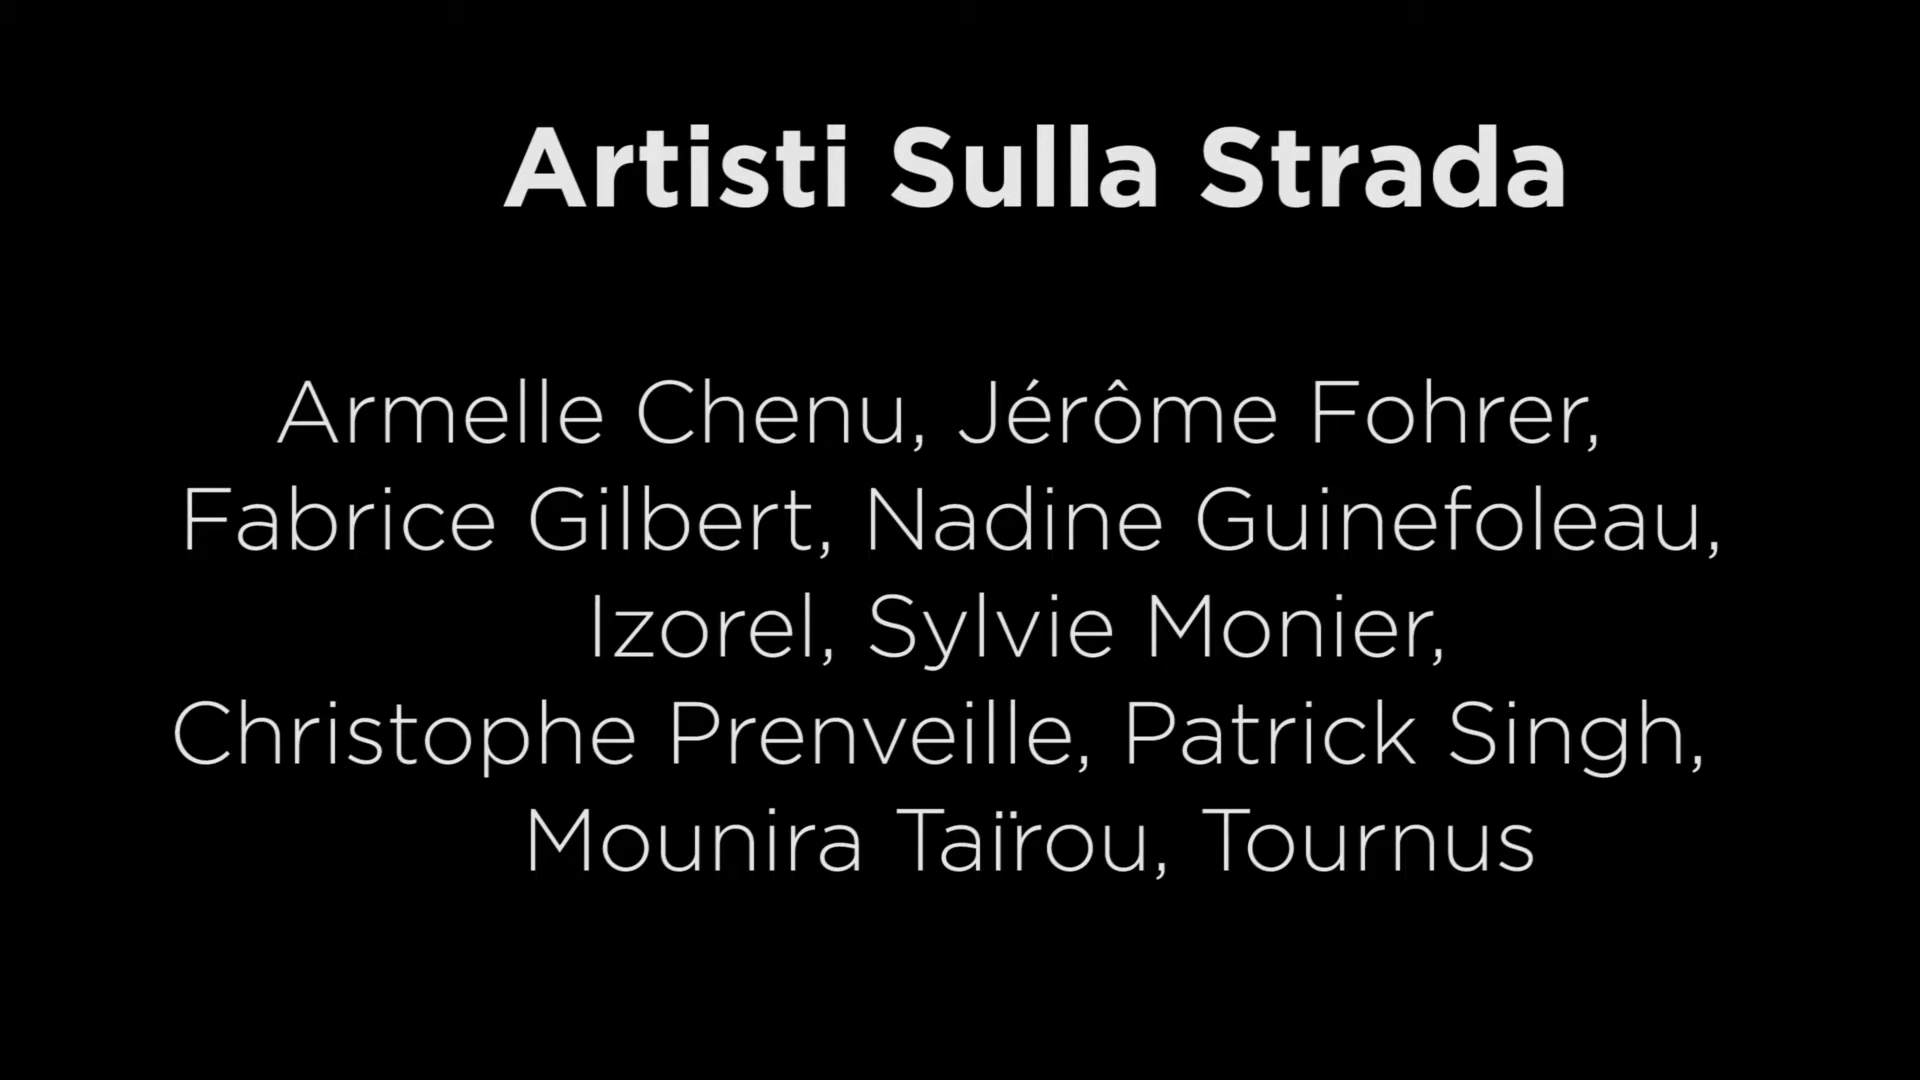 Artisti Sulla Strada
Armelle Chenu, Jérôme Fohrer,
Fabrice Gilbert, Nadine Guinefoleau,
Izorel, Sylvie Monier,
Christophe Prenveille, Patrick Singh,
Mounira Taïrou, Tournus